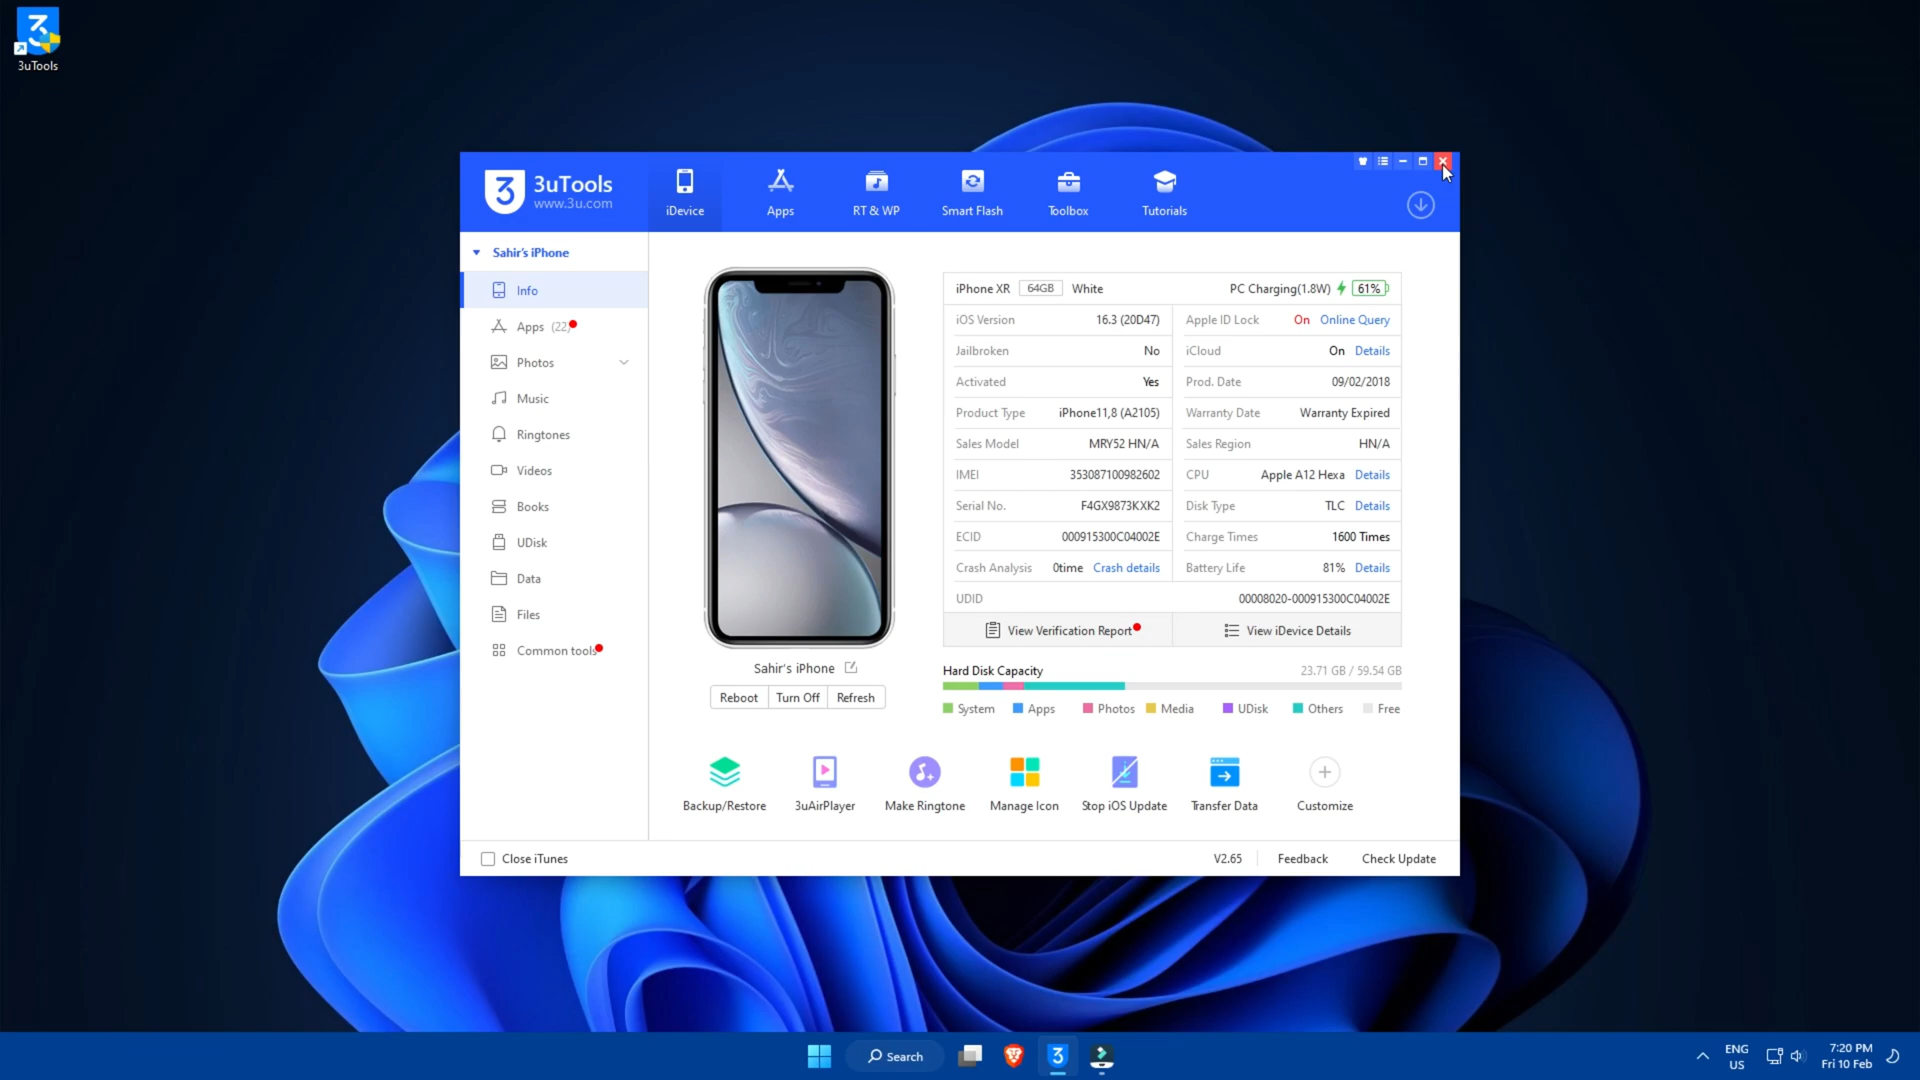 3uTools
3uTools
www.3u.com
iDevice
Apps
RT & WP
Smart Flash
Toolbox
Tutorials
Sahir's iPhone
Info
Apps (22)
Photos
Music
Ringtones
Videos
Books
UDisk
Data
Files
Common tools
Sahir's iPhone
Reboot Turn Off Refresh
iPhone XR 64GB White PC Charging(1.8W) 61%
iOS Version 16.3 (20D47) Apple ID Lock On Online Query
Jailbroken No iCloud On Details
Activated Yes Prod. Date 09/02/2018
Product Type iPhone11,8 (A2105) Warranty Date Warranty Expired
Sales Model MRY52 HN/A Sales Region HN/A
IMEI 353087100982602 CPU Apple A12 Hexa Details
Serial No. F4GX9873KXK2 Disk Type TLC Details
ECID 000915300C04002E Charge Times 1600 Times
Crash Analysis 0time Crash details Battery Life 81% Details
UDID 00008020-000915300C04002E
View Verification Report View iDevice Details
Hard Disk Capacity 23.71 GB / 59.54 GB
System Apps Photos Media UDisk Others Free
Backup/Restore 3uAirPlayer Make Ringtone Manage Icon Stop iOS Update Transfer Data Customize
Close iTunes V2.65 Feedback Check Update
Search
ENG
US
7:20 PM
Fri 10 Feb